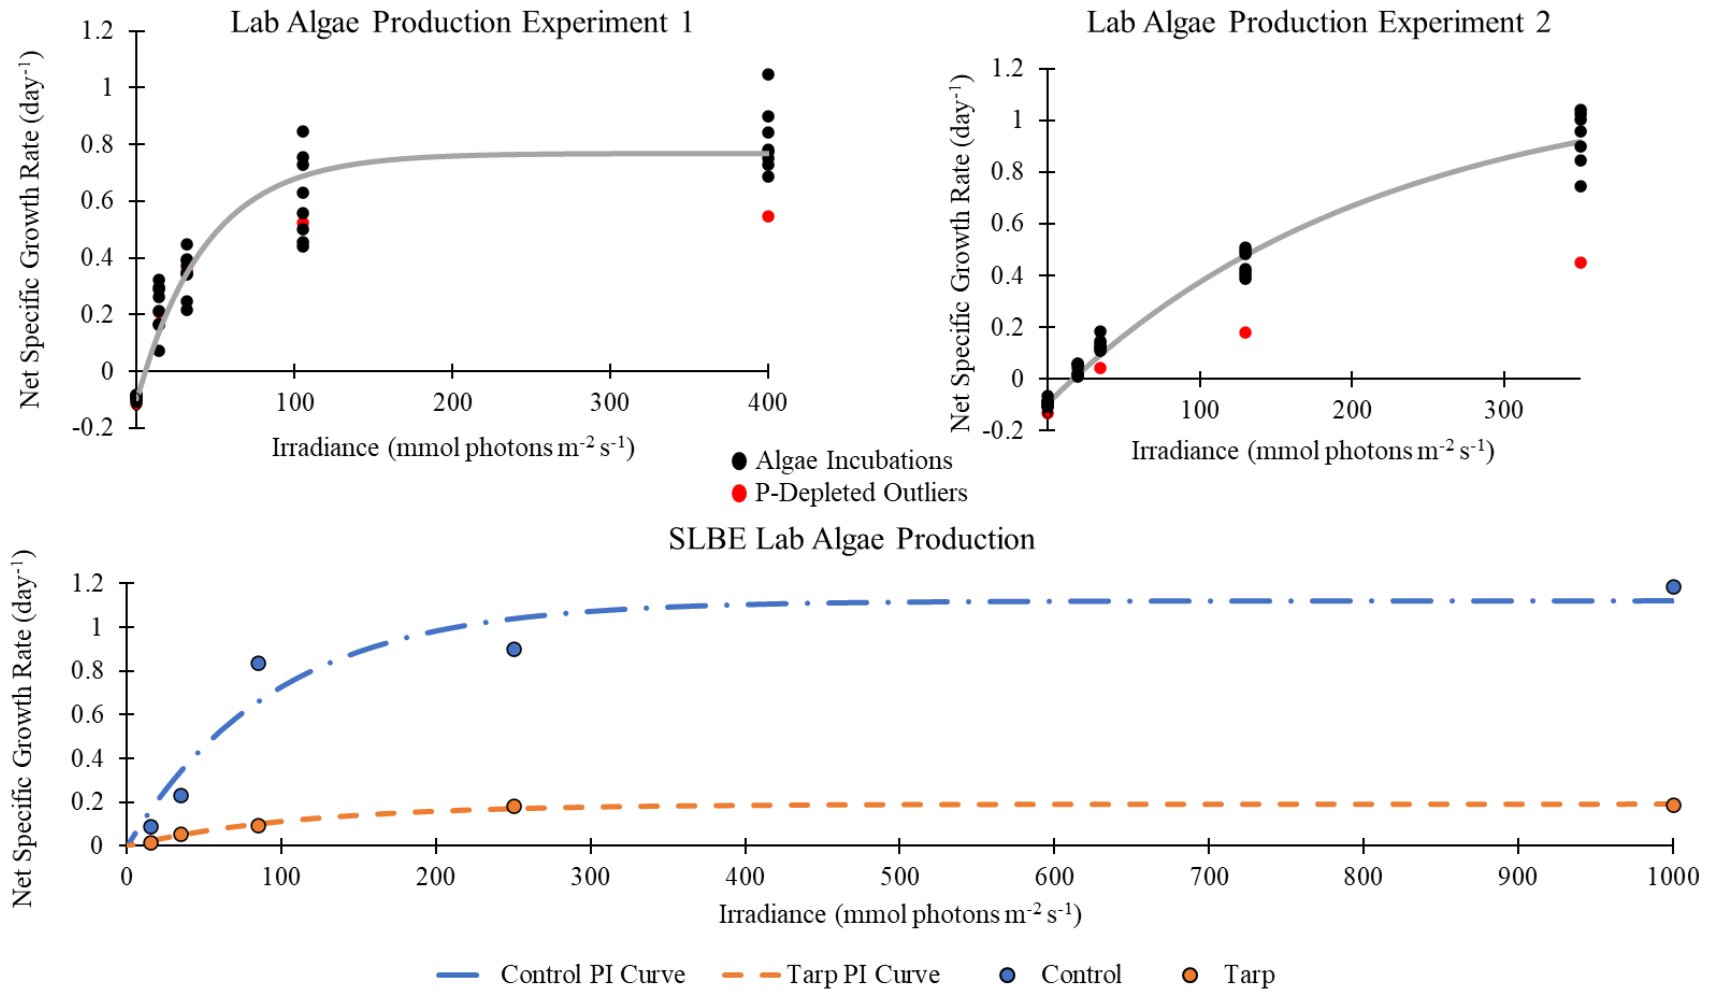 Lab Algae Production Experiment 1
Net Specific Growth Rate (day⁻¹)
1.2
1
0.8
0.6
0.4
0.2
0
-0.2
100
200
300
400
Irradiance (mmol photons m⁻² s⁻¹)
Lab Algae Production Experiment 2
Net Specific Growth Rate (day⁻¹)
1.2
1
0.8
0.6
0.4
0.2
0
-0.2
100
200
300
Irradiance (mmol photons m⁻² s⁻¹)
Algae Incubations
P-Depleted Outliers
SLBE Lab Algae Production
Net Specific Growth Rate (day⁻¹)
1.2
1
0.8
0.6
0.4
0.2
0
0
100
200
300
400
500
600
700
800
900
1000
Irradiance (mmol photons m⁻² s⁻¹)
Control PI Curve
Tarp PI Curve
Control
Tarp